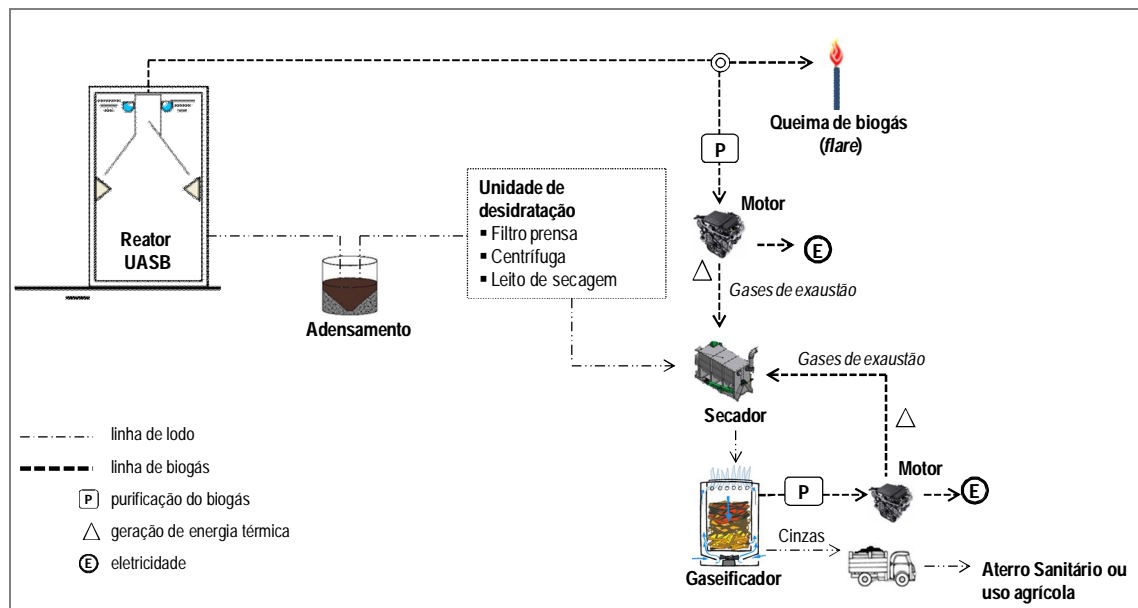 Queima de biogás
(flare)
P
Motor
E
Gases de exaustão
Reator
UASB
Adensamento
Unidade de
desidratação
▪ Filtro prensa
▪ Centrífuga
▪ Leito de secagem
Gases de exaustão
Secador
Motor
P
E
Gaseificador
Cinzas
Aterro Sanitário ou
uso agrícola
linha de lodo
linha de biogás
P purificação do biogás
geração de energia térmica
E eletricidade